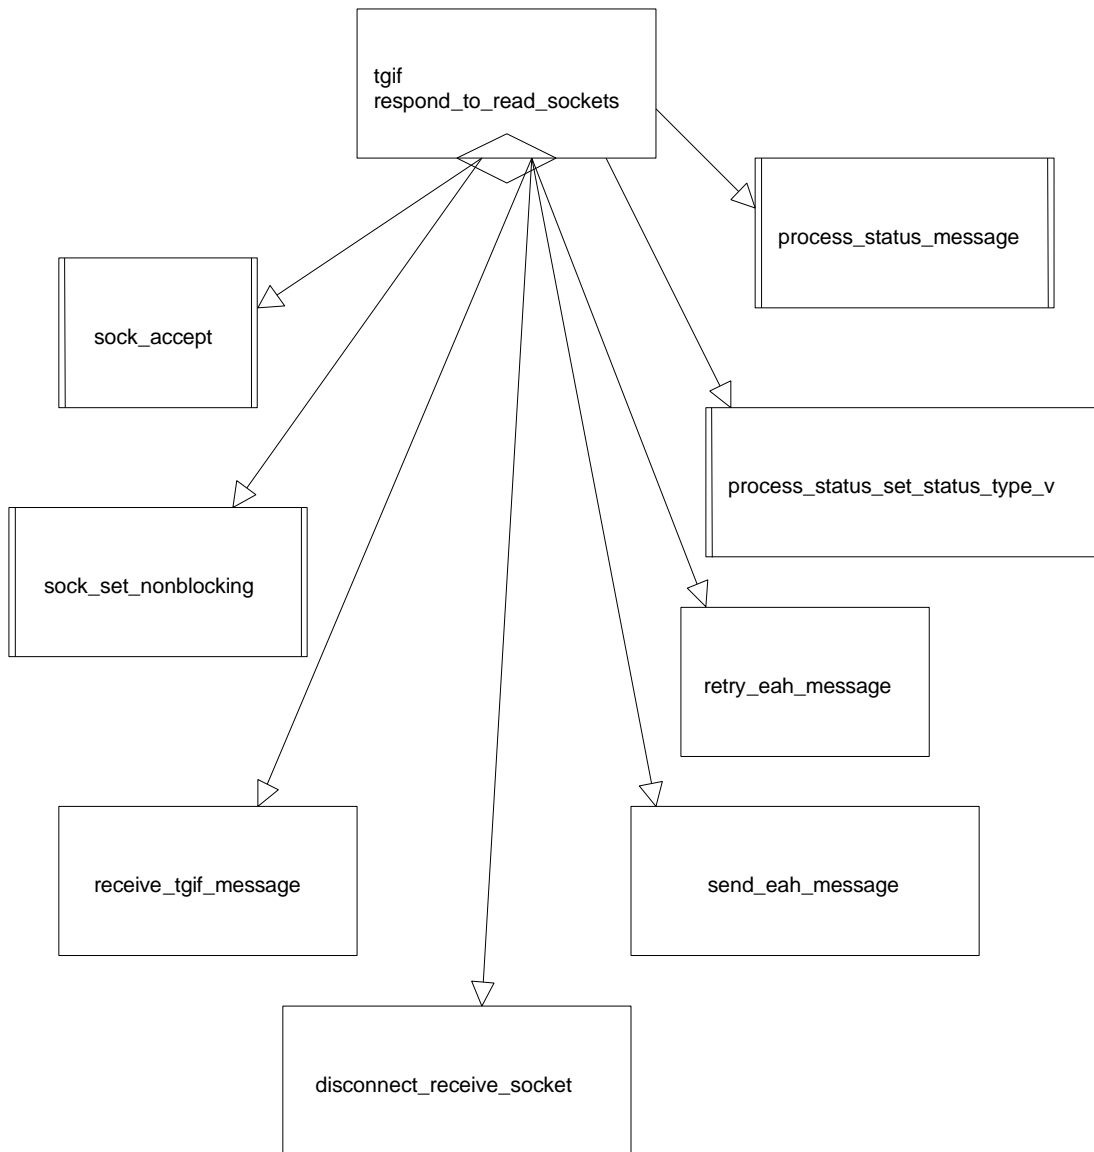 tgif
respond_to_read_sockets
process_status_message
sock_accept
process_status_set_status_type_v
sock_set_nonblocking
retry_eah_message
receive_tgif_message
send_eah_message
disconnect_receive_socket